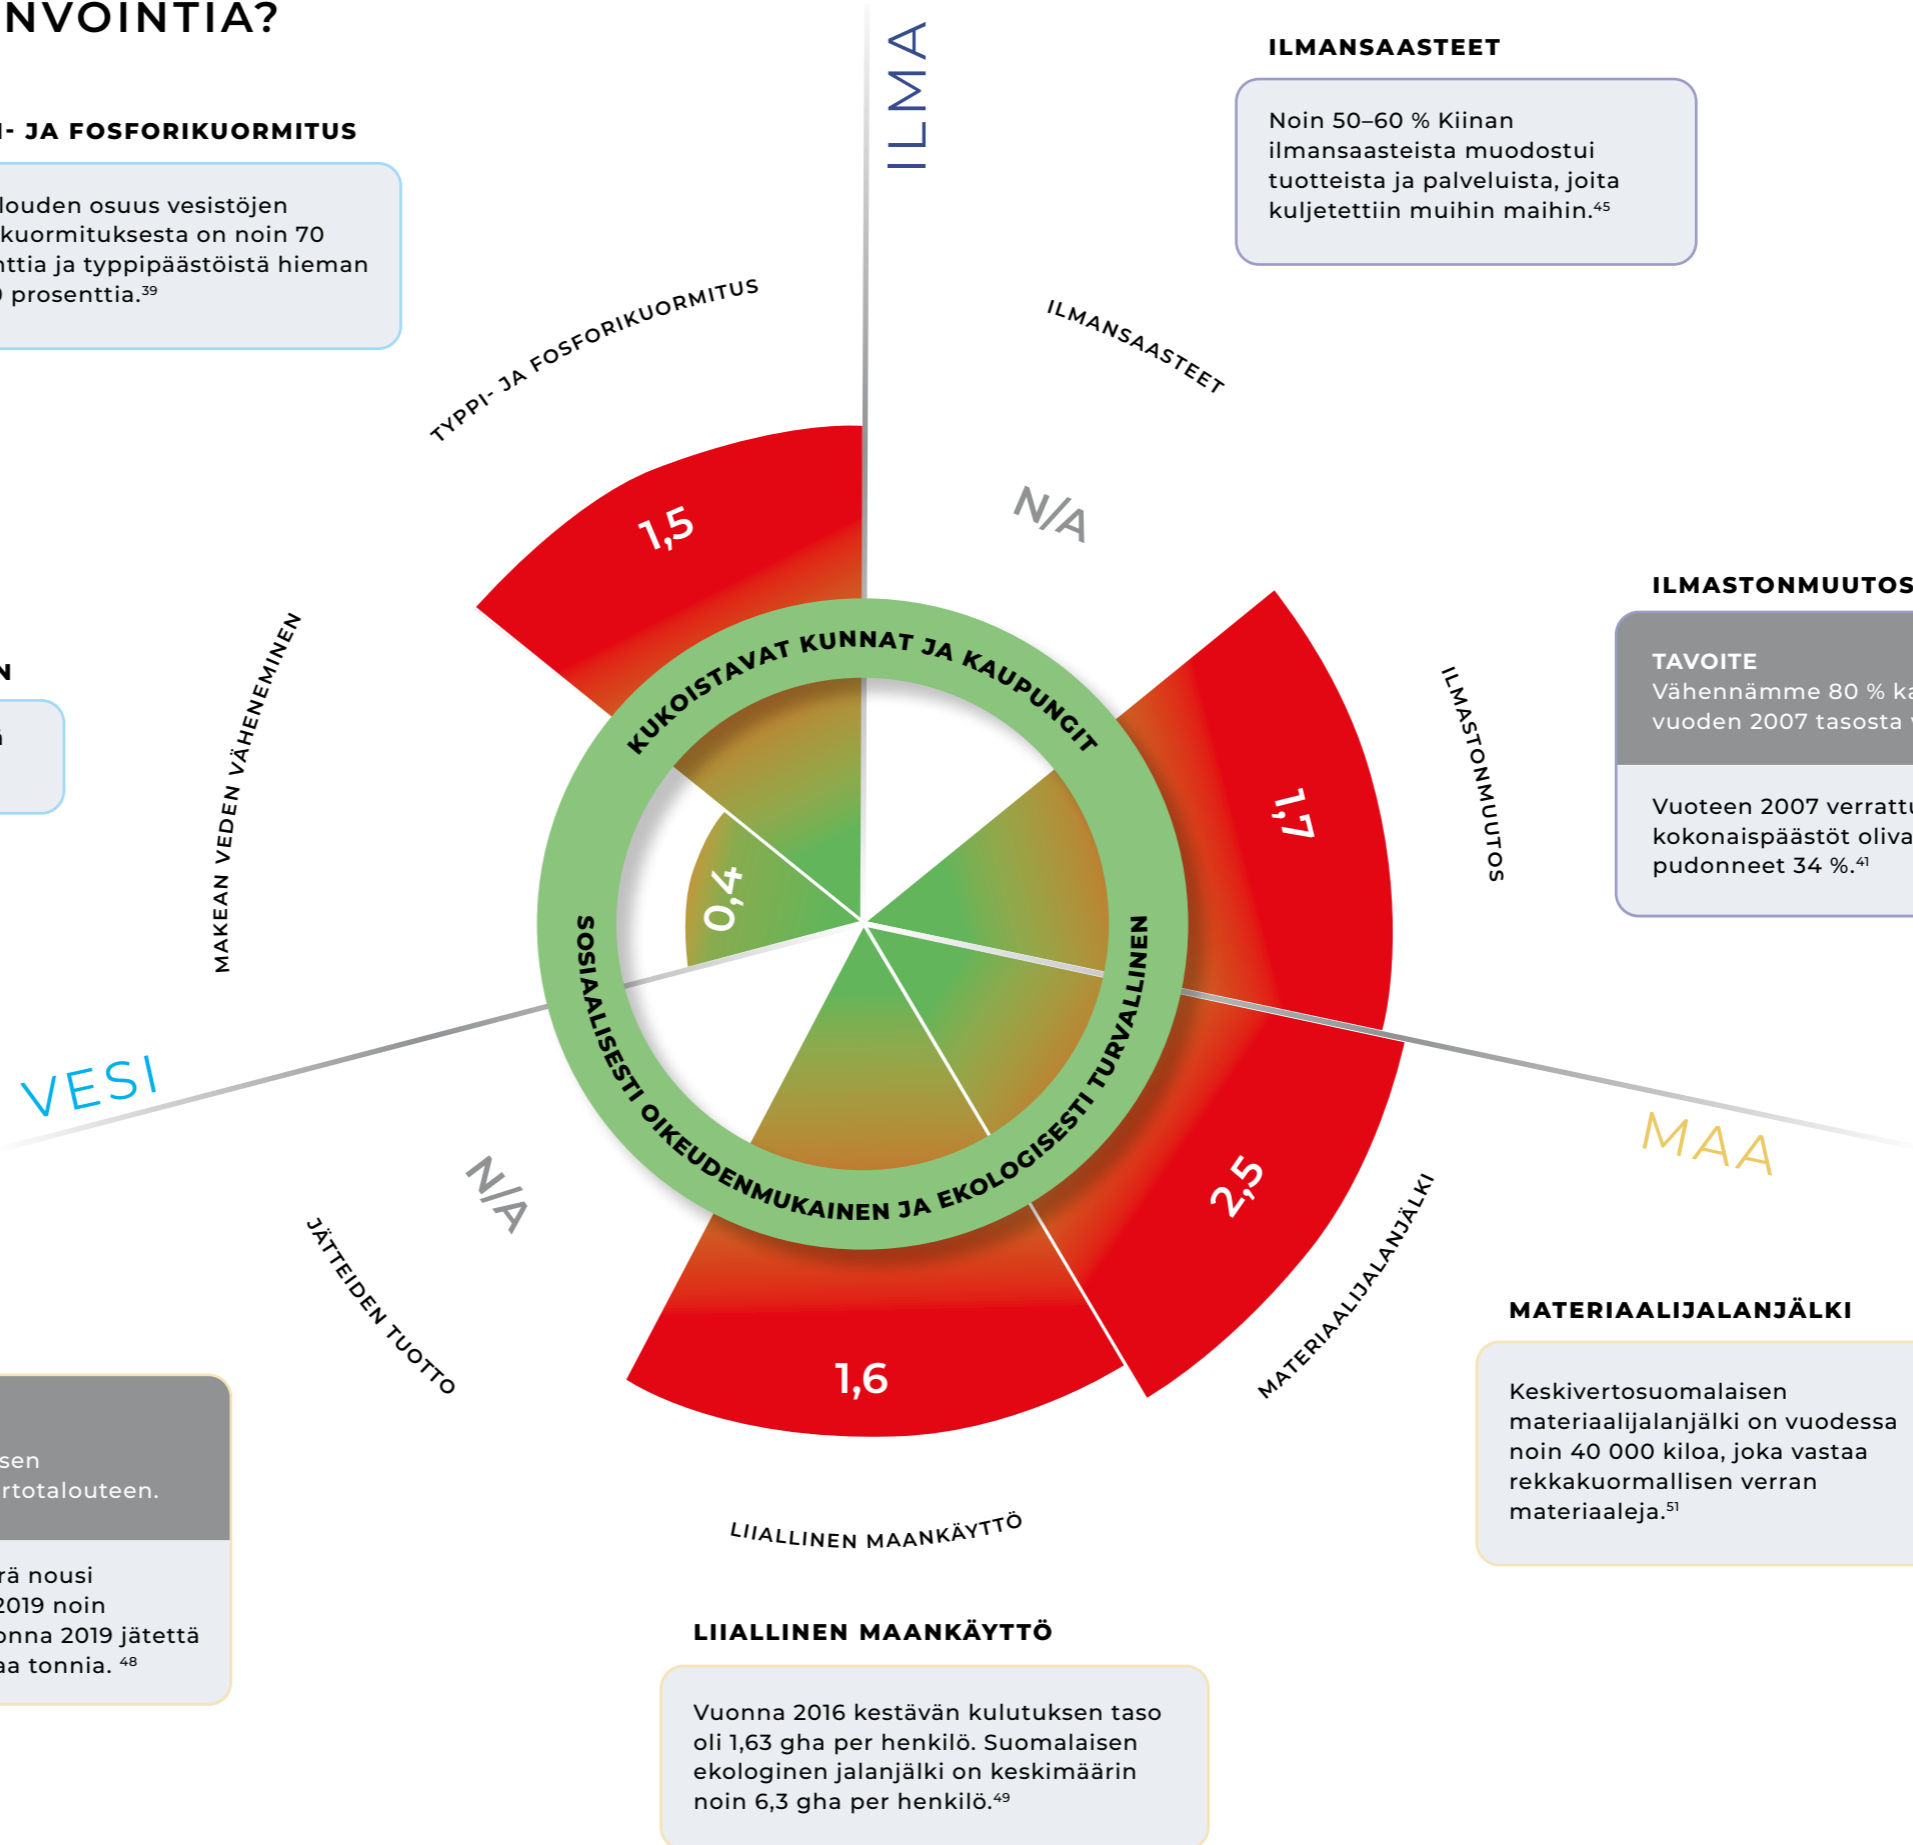 NVOINTIA?
- JA FOSFORIKUORMITUS
louden osuus vesistöjen
kuormituksesta on noin 70
nttia ja typpipäästöistä hieman
prosenttia.³⁹
ILMA
ILMANSAASTEET
Noin 50–60 % Kiinan
ilmansaasteista muodostui
tuotteista ja palveluista, joita
kuljetettiin muihin maihin.⁴⁵
TYPPI- JA FOSFORIKUORMITUS
ILMANSAASTEET
1,5
N/A
ILMASTONMUUTOS
TAVOITE
Vähennämme 80 % ka
vuoden 2007 tasosta v
Vuoteen 2007 verrattu
kokonaispäästöt oliva
pudonneet 34 %.⁴¹
N
MAKEAN VEDEN VÄHENEMINEN
KUKOISTAVAT KUNNAT JA KAUPUNGIT
1,7
ILMASTONMUUTOS
0,4
SOSIAALISESTI OIKEUDENMUKAINEN JA EKOLOGISESTI TURVALLINEN
VESI
MAA
N/A
2,5
JÄTTEIDEN TUOTTO
MATERIAALIJALANJÄLKI
1,6
LIIALLINEN MAANKÄYTTÖ
MATERIAALIJALANJÄLKI
Keskivertosuomalaisen
materiaalijalanjälki on vuodessa
noin 40 000 kiloa, joka vastaa
rekkakuormallisen verran
materiaaleja.⁵¹
sen
rtotalouteen.
rä nousi
2019 noin
onna 2019 jätettä
aa tonnia. ⁴⁸
LIIALLINEN MAANKÄYTTÖ
Vuonna 2016 kestävän kulutuksen taso
oli 1,63 gha per henkilö. Suomalaisen
ekologinen jalanjälki on keskimäärin
noin 6,3 gha per henkilö.⁴⁹